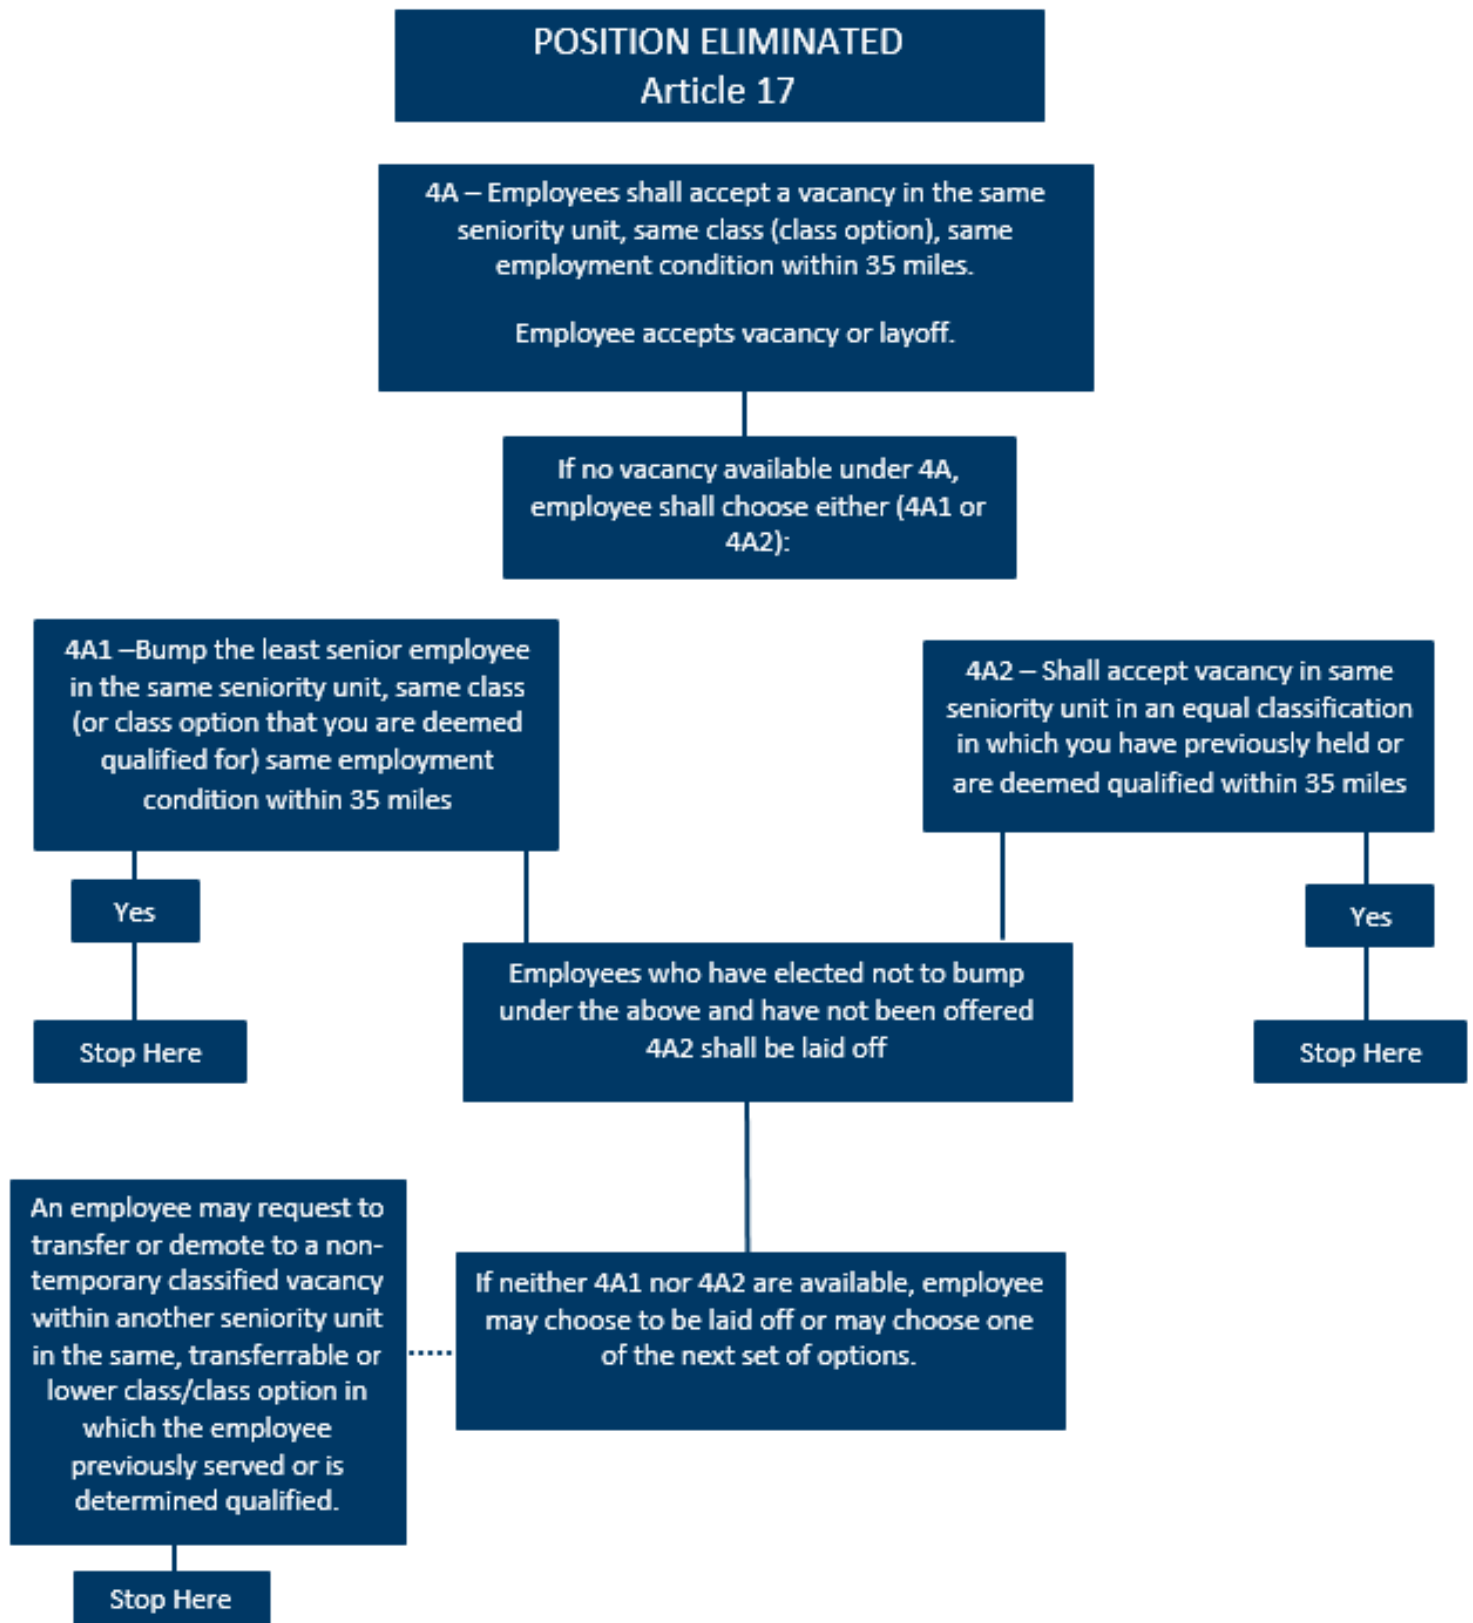 POSITION ELIMINATED
Article 17
4A – Employees shall accept a vacancy in the same
seniority unit, same class (class option), same
employment condition within 35 miles.
Employee accepts vacancy or layoff.
If no vacancy available under 4A,
employee shall choose either (4A1 or
4A2):
4A1 –Bump the least senior employee
in the same seniority unit, same class
(or class option that you are deemed
qualified for) same employment
condition within 35 miles
4A2 – Shall accept vacancy in same
seniority unit in an equal classification
in which you have previously held or
are deemed qualified within 35 miles
Yes
Yes
Employees who have elected not to bump
under the above and have not been offered
4A2 shall be laid off
Stop Here
Stop Here
An employee may request to
transfer or demote to a non-
temporary classified vacancy
within another seniority unit
in the same, transferrable or
lower class/class option in
which the employee
previously served or is
determined qualified.
If neither 4A1 nor 4A2 are available, employee
may choose to be laid off or may choose one
of the next set of options.
Stop Here